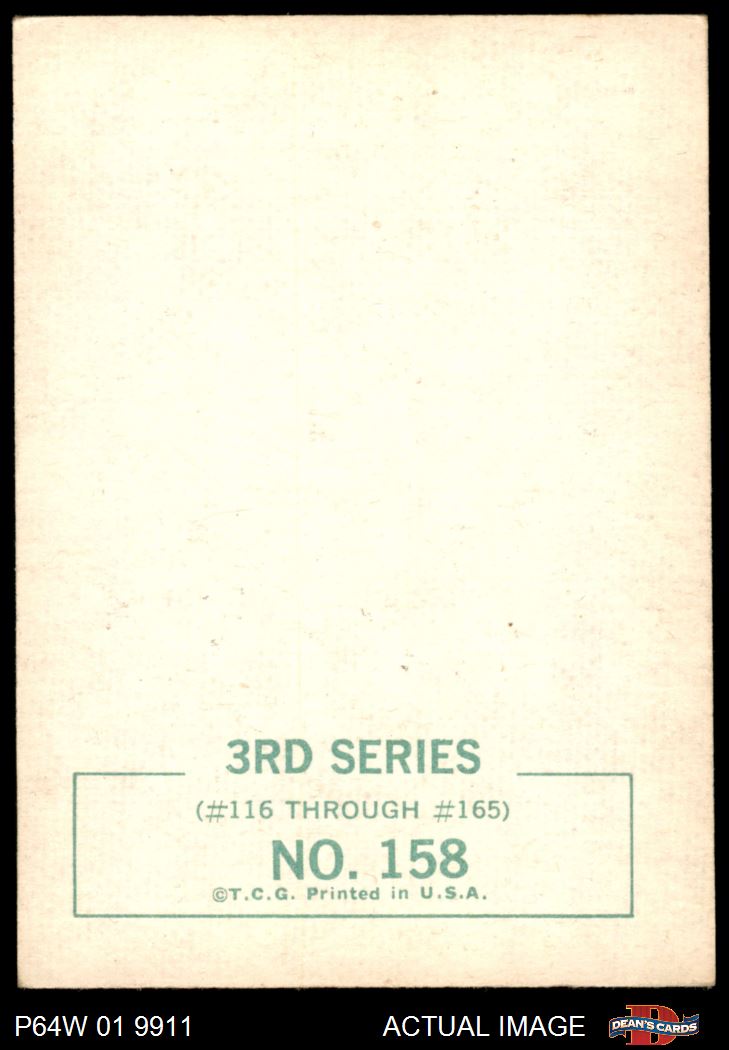 3RD SERIES
(#116 THROUGH #165)
NO. 158
©T.C.G. Printed in U.S.A.
P64W 01 9911
ACTUAL IMAGE
DEAN'S CARDS